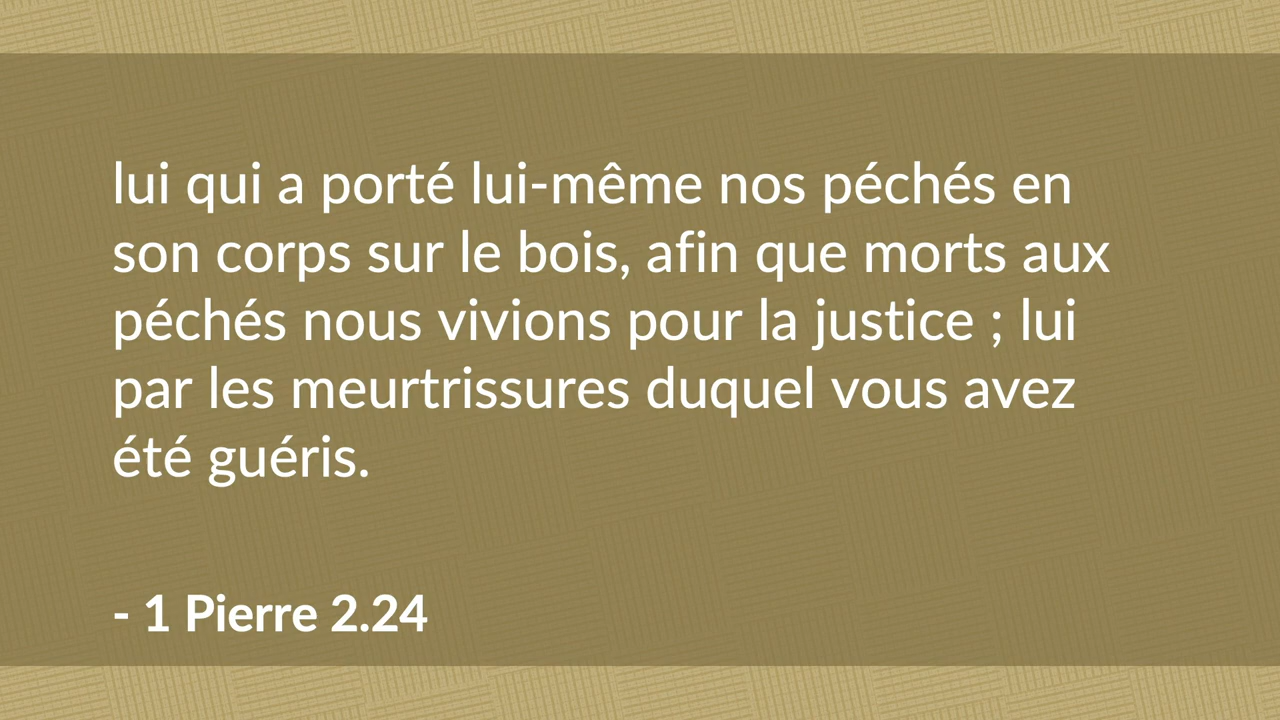 lui qui a porté lui-même nos péchés en
son corps sur le bois, afin que morts aux
péchés nous vivions pour la justice ; lui
par les meurtrissures duquel vous avez
été guéris.
- 1 Pierre 2.24